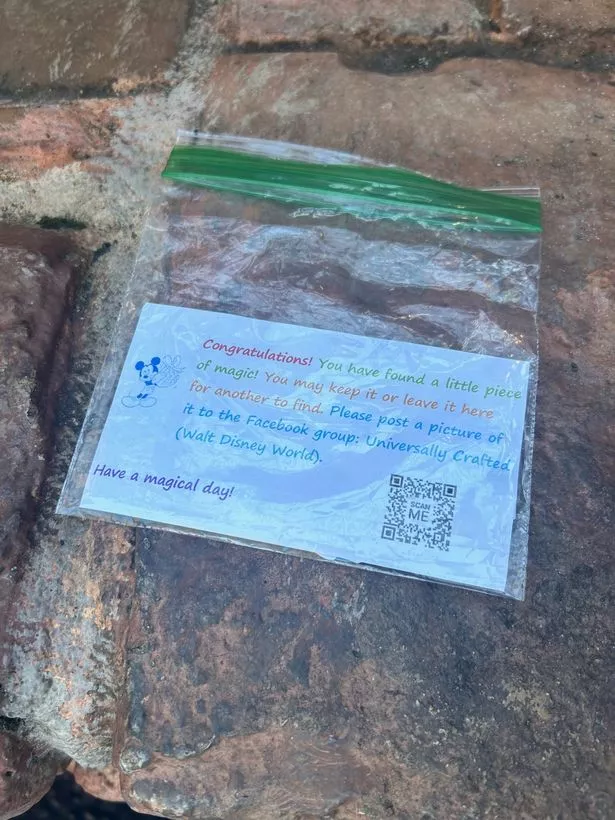 Congratulations! You have found a little piece
of magic! You may keep it or leave it here
for another to find. Please post a picture of
it to the Facebook group: Universally Crafted
(Walt Disney World).
Have a magical day!
SCAN
ME